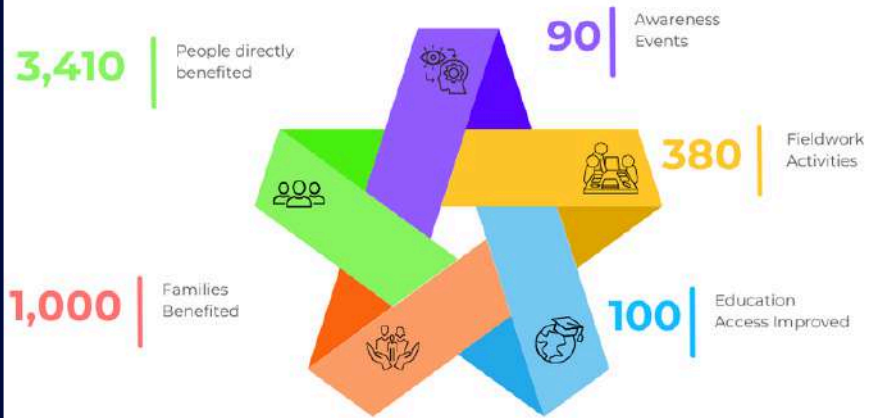 3,410
People directly
benefited
90
Awareness
Events
380
Fieldwork
Activities
1,000
Families
Benefited
100
Education
Access Improved